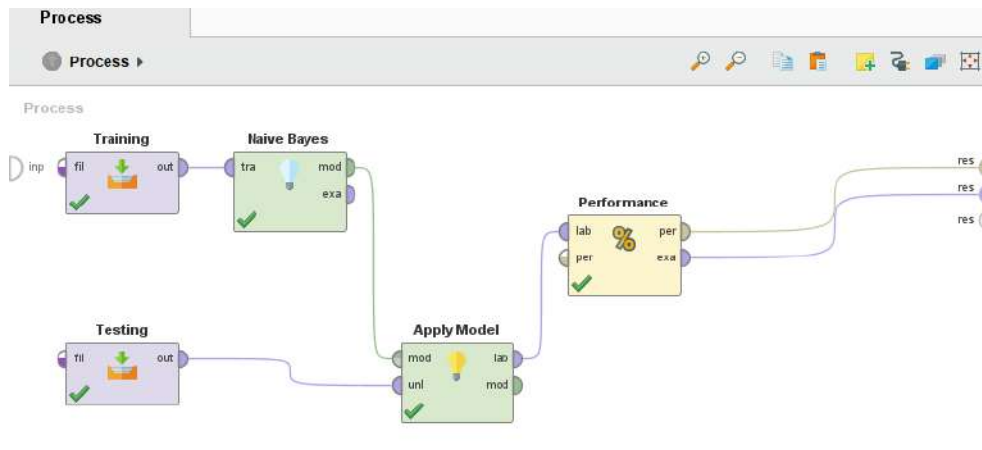 Process
Process
Process
Training
Naive Bayes
inp
fil
out
tra
mod
exa
res
res
res
Performance
lab
per
per
exa
Testing
Apply Model
fil
out
mod
lab
unl
mod